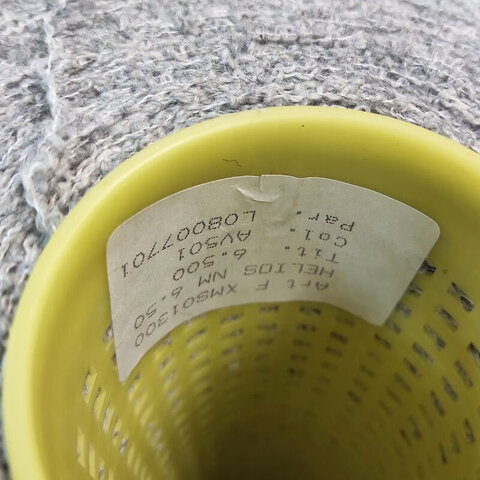 Art F XMS01300
HELIOS NM 6.50
Tit. 6.500
Col. AV501
Par. L08007701